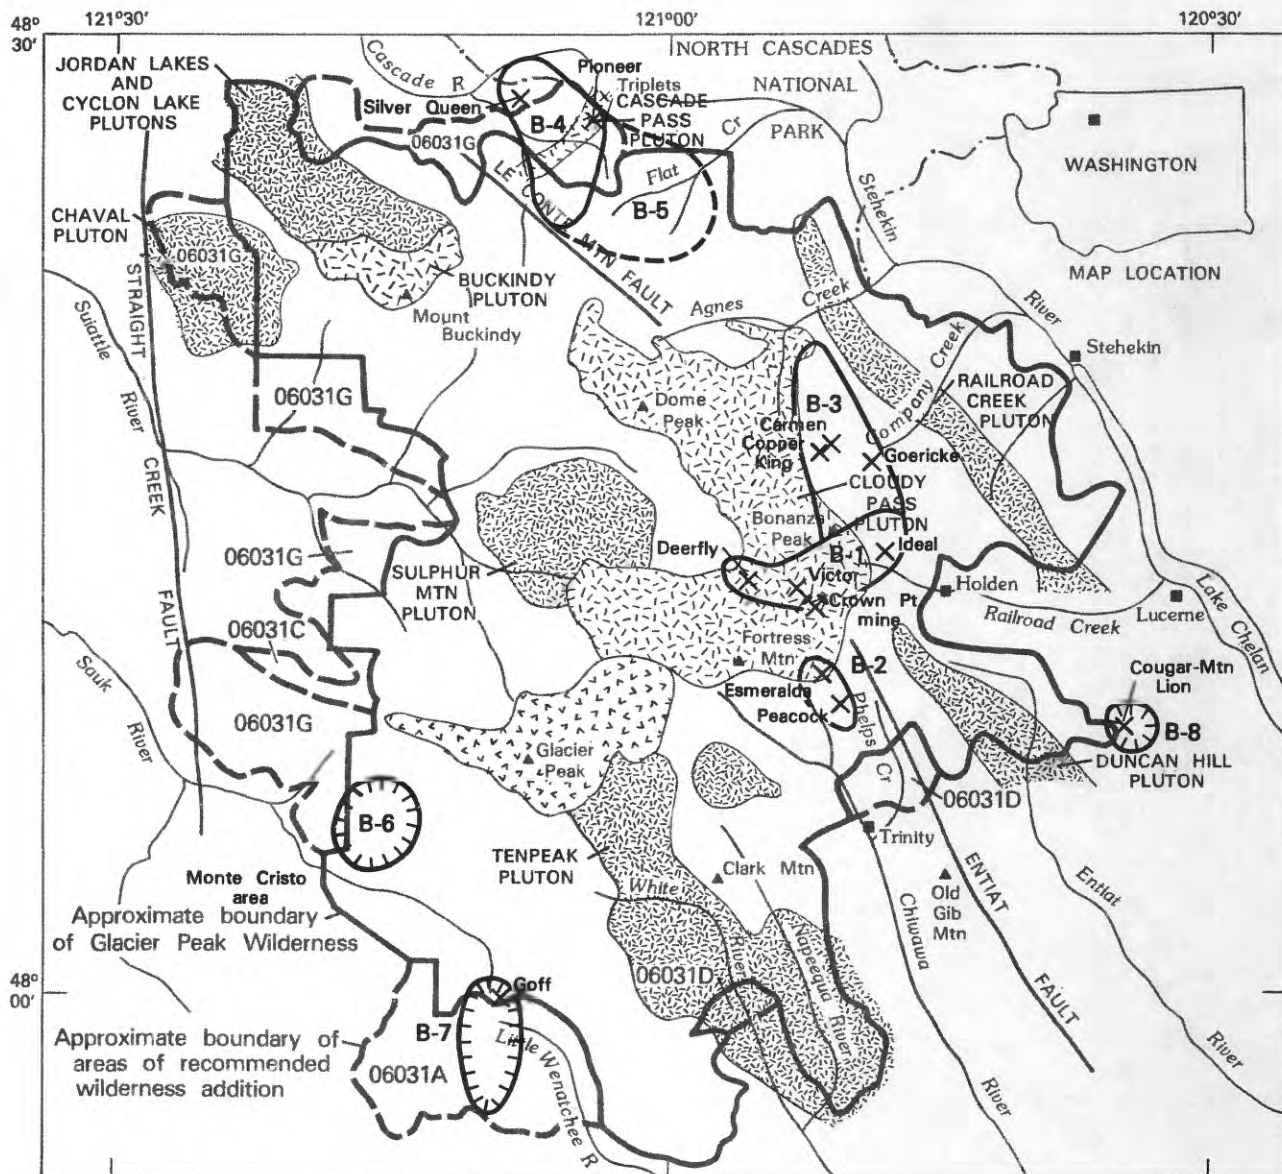 48°
30'
121°30'
121°00'
120°30'
JORDAN LAKES
AND
CYCLON LAKE
PLUTONS
Cascade R
Pioneer
Triplets
Silver Queen
CASCADE
PASS
PLUTON
B-4
06031G
NORTH CASCADES
NATIONAL
PARK
Flat Cr
B-5
LE CONTE MTN FAULT
Stehekin River
WASHINGTON
MAP LOCATION
CHAVAL
PLUTON
06031G
STRAIGHT CREEK FAULT
Suiattle River
BUCKINDY
PLUTON
Mount
Buckindy
Agnes Creek
Stehekin
06031G
Dome
Peak
B-3
Carmen
Copper
King
Company Creek
Goericke
RAILROAD
CREEK
PLUTON
CLOUDY
PASS
PLUTON
Bonanza
Peak
B-1
Ideal
Deerfly
Victor
Crown Pt
mine
Holden
Railroad Creek
Lucerne
Lake Chelan
06031G
SULPHUR
MTN
PLUTON
06031C
Fortress
Mtn
B-2
Esmeralda
Peacock
Phelps Cr
Cougar-Mtn
Lion
B-8
DUNCAN HILL
PLUTON
Sauk River
06031G
Glacier
Peak
06031D
B-6
Trinity
TENPEAK
PLUTON
Clark Mtn
White River
Napeequa River
Old
Gib
Mtn
Chiwawa River
ENTIAT FAULT
Entiat River
Monte Cristo
area
Approximate boundary
of Glacier Peak Wilderness
48°
00'
Goff
06031D
B-7
Little Wenatchee R
Approximate boundary of
areas of recommended
wilderness addition
06031A